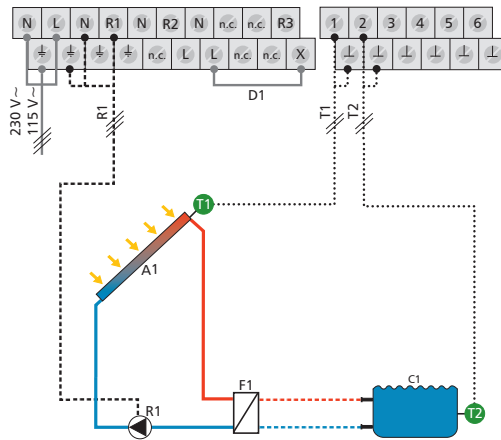 N L N R1 N R2 N n.c. n.c. R3
n.c. L L n.c. n.c. X
1 2 3 4 5 6
D1
230 V~
115 V~
R1
T1
T2
T1
A1
F1
C1
R1
T2